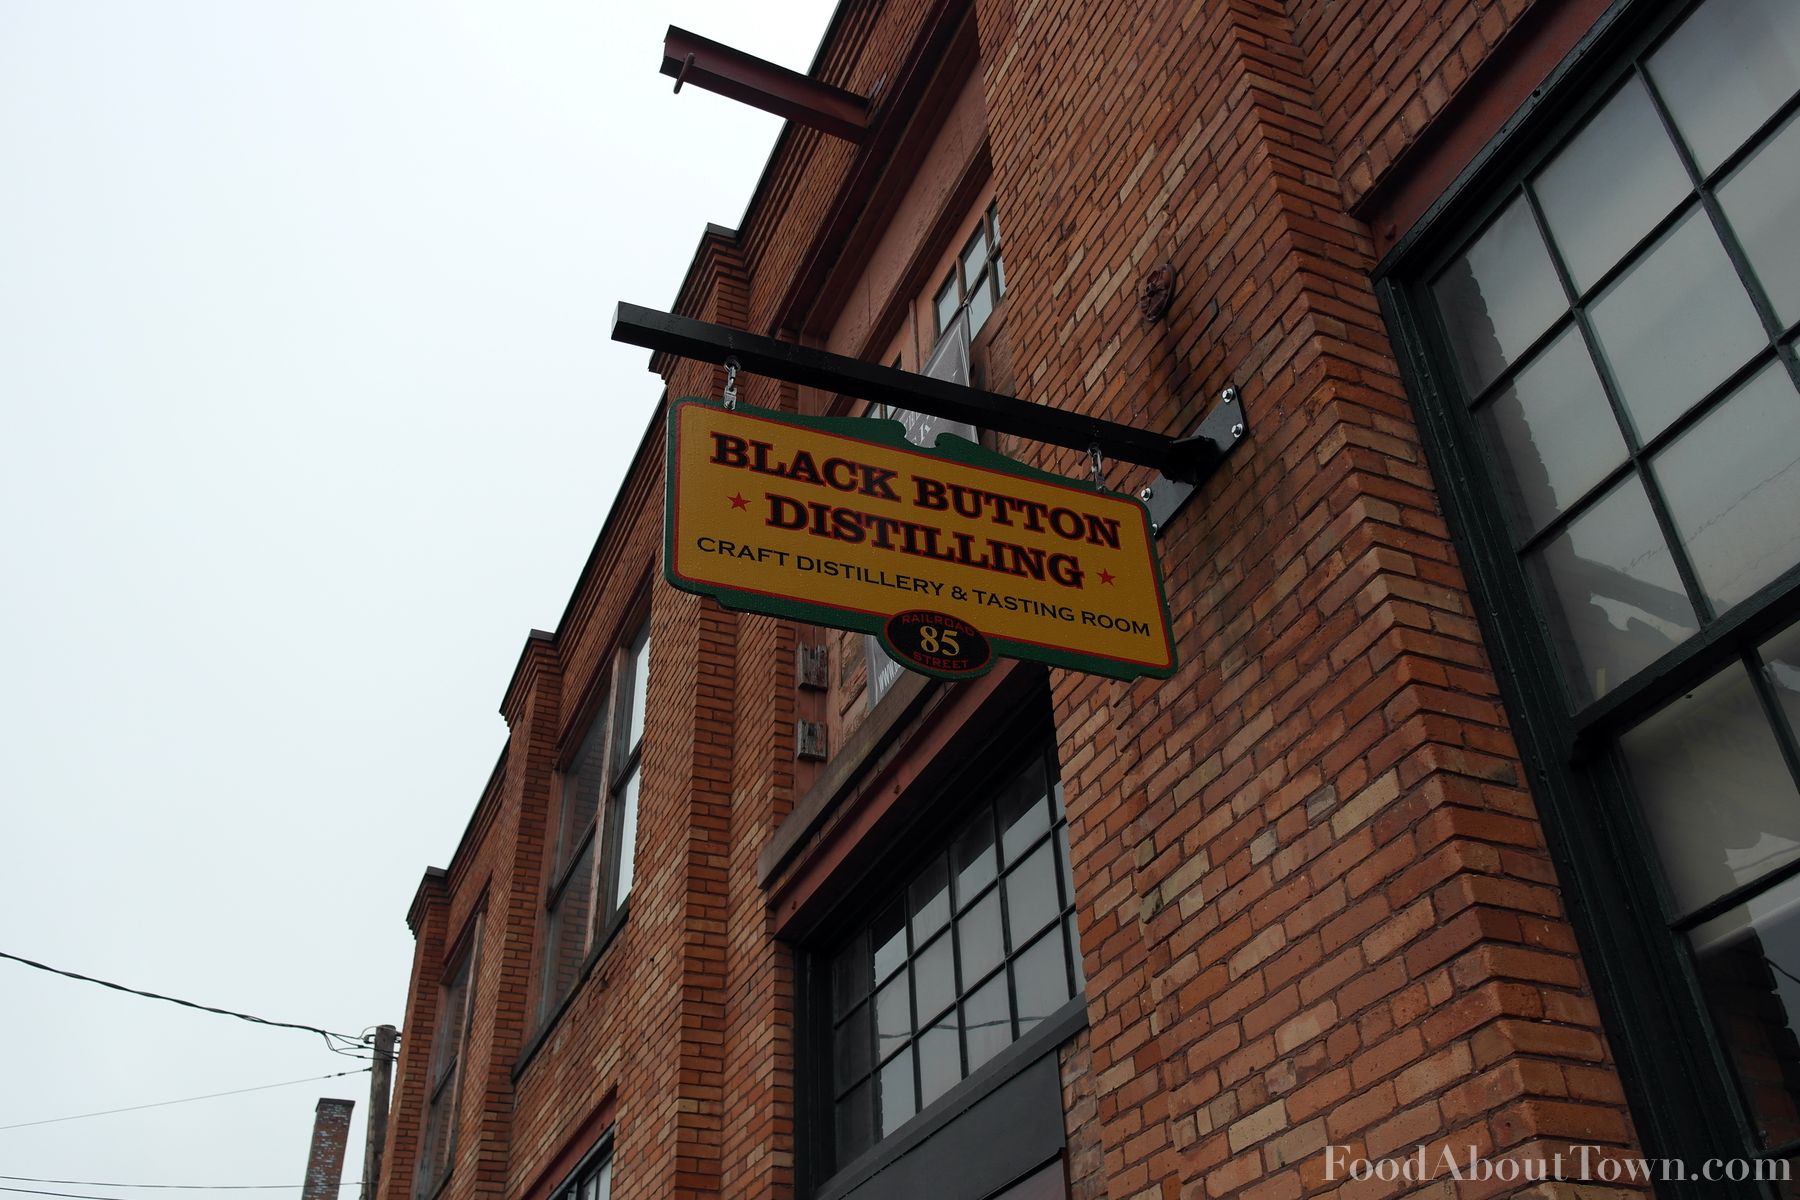 BLACK BUTTON
DISTILLING
CRAFT DISTILLERY & TASTING ROOM
RAILROAD
85
STREET
FoodAboutTown.com